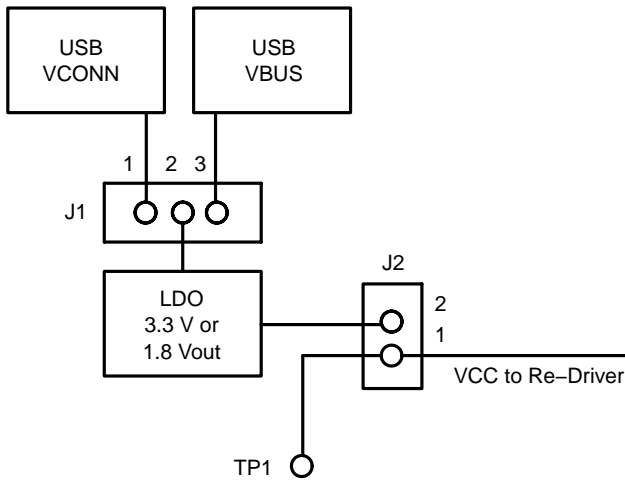 USB
VCONN
USB
VBUS
1 2 3
J1
LDO
3.3 V or
1.8 Vout
J2
2
1
VCC to Re−Driver
TP1